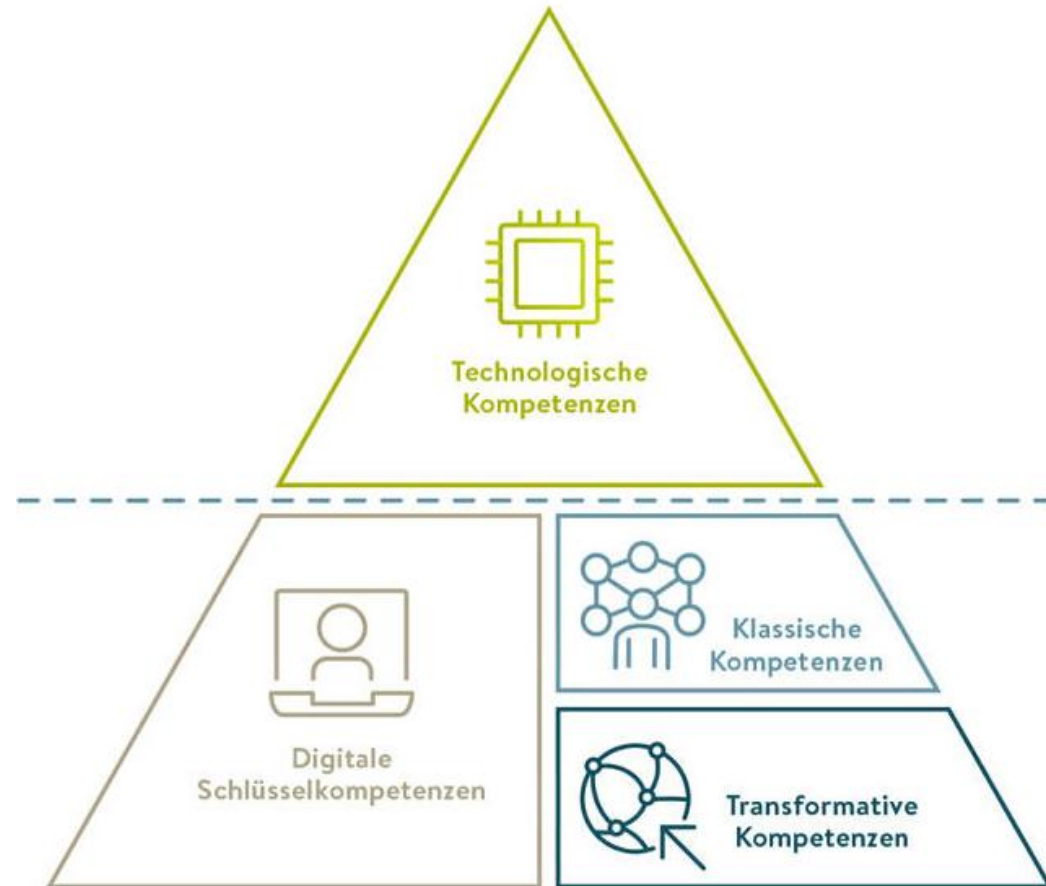 Technologische
Kompetenzen
Digitale
Schlüsselkompetenzen
Klassische
Kompetenzen
Transformative
Kompetenzen